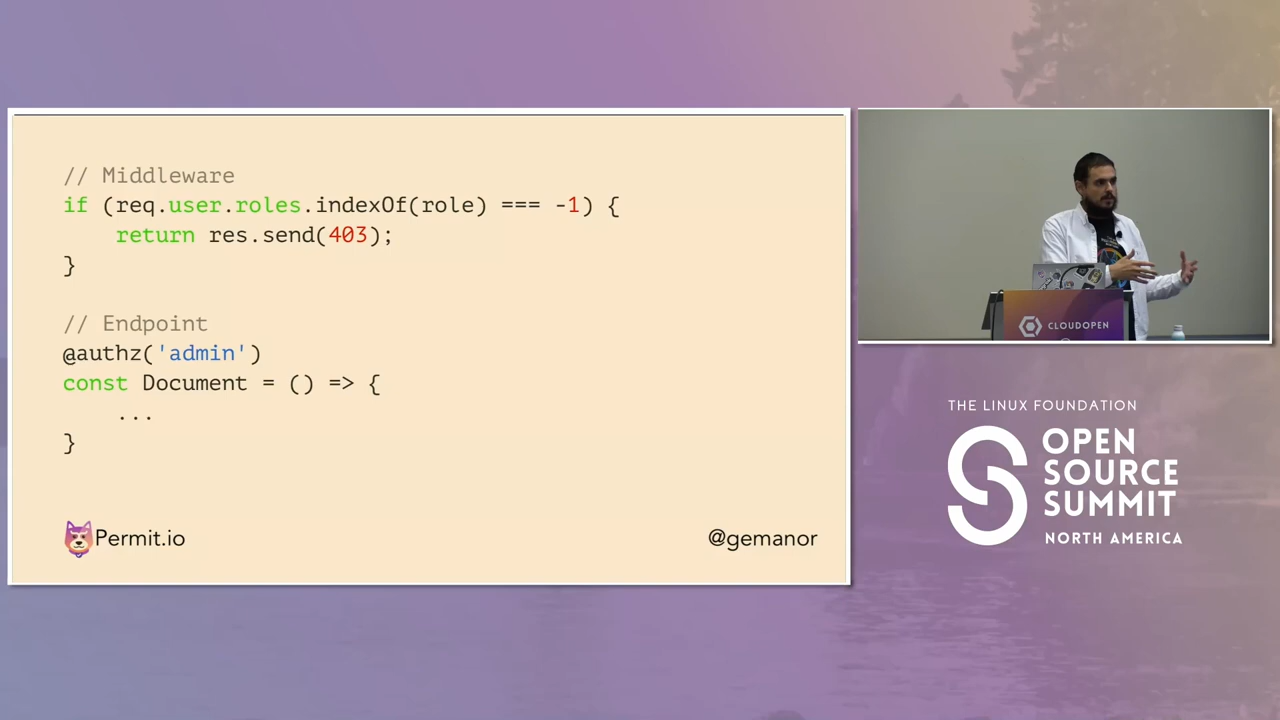 // Middleware
if (req.user.roles.indexOf(role) === -1) {
    return res.send(403);
}
// Endpoint
@authz('admin')
const Document = () => {
    ...
}
Permit.io
@gemanor
CLOUDOPEN
THE LINUX FOUNDATION
OPEN
SOURCE
SUMMIT
NORTH AMERICA